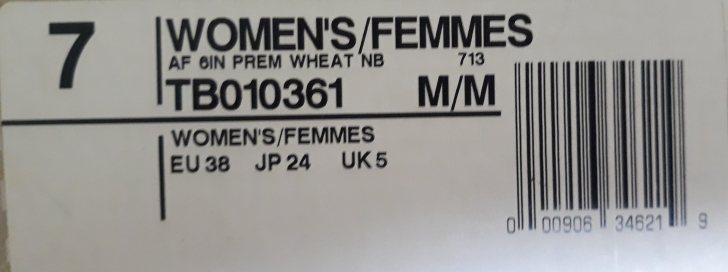 7
WOMEN'S/FEMMES
AF 6IN PREM WHEAT NB 713
TB010361 M/M
WOMEN'S/FEMMES
EU 38 JP 24 UK 5
0 00906 34621 9